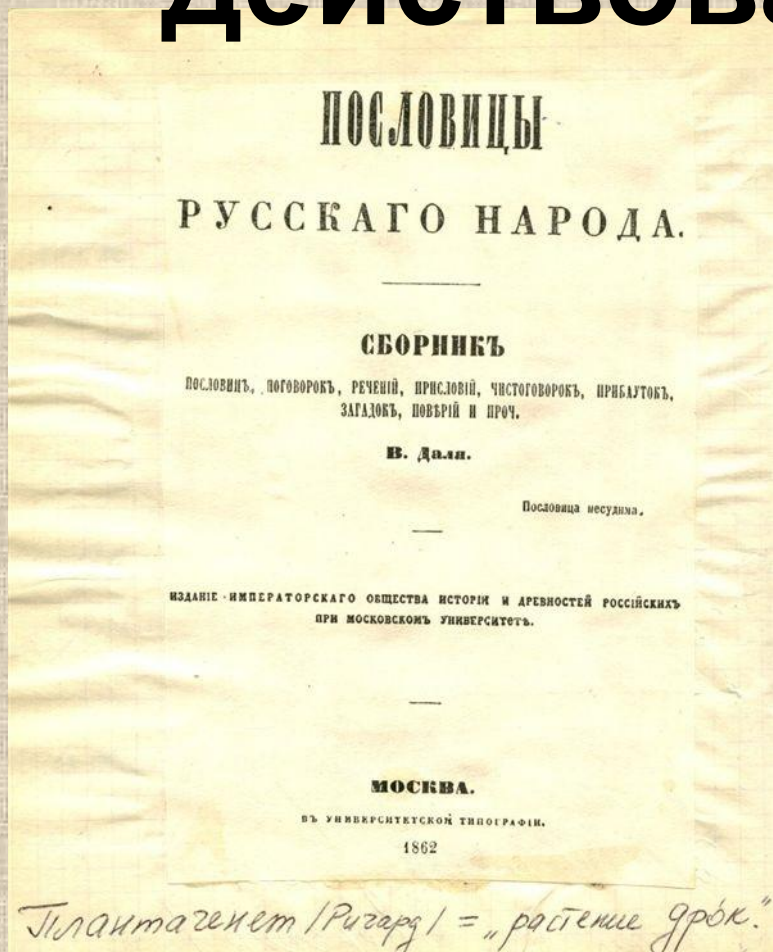 ПОСЛОВИЦЫ
РУССКАГО НАРОДА.
СБОРНИКЪ
ПОСЛОВИЦЪ, ПОГОВОРОКЪ, РЕЧЕНІЙ, ПРИСЛОВІЙ, ЧИСТОГОВОРОКЪ, ПРИБАУТОКЪ,
ЗАГАДОКЪ, ПОВѢРІЙ И ПРОЧ.
В. Даля.
Пословица несудима.
ИЗДАНІЕ ИМПЕРАТОРСКАГО ОБЩЕСТВА ИСТОРІИ И ДРЕВНОСТЕЙ РОССІЙСКИХЪ
ПРИ МОСКОВСКОМЪ УНИВЕРСИТЕТѢ.
МОСКВА.
ВЪ УНИВЕРСИТЕТСКОЙ ТИПОГРАФІИ.
1862
Плантагенет /Ричард/ = „растение дрок."